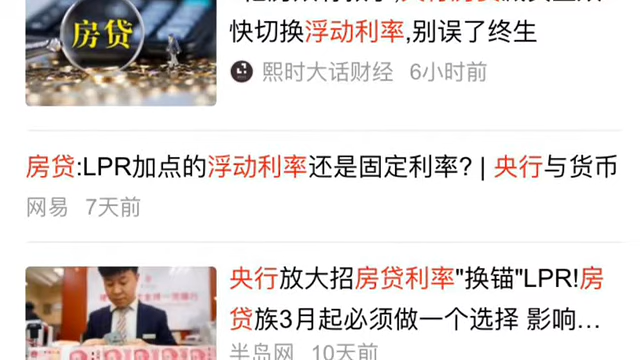 房贷
快切换浮动利率,别误了终生
熙时大话财经 6小时前
房贷:LPR加点的浮动利率还是固定利率? | 央行与货币
网易 7天前
央行放大招房贷利率"换锚"LPR!房
贷族3月起必须做一个选择 影响...
半岛网 10天前